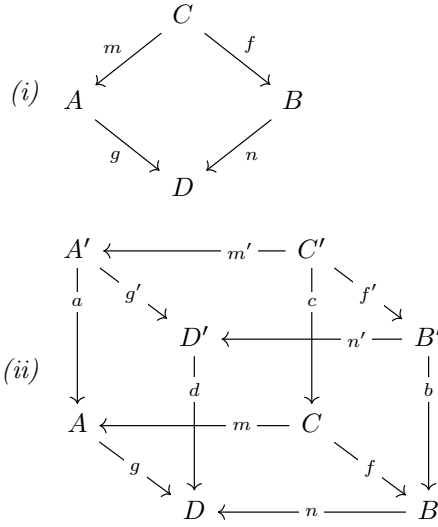 C
m f
(i) A B
g n
D
A′ m′ C′
a g′ c f′
D′ n′ B′
(ii) d b
A m C
g f
D n B